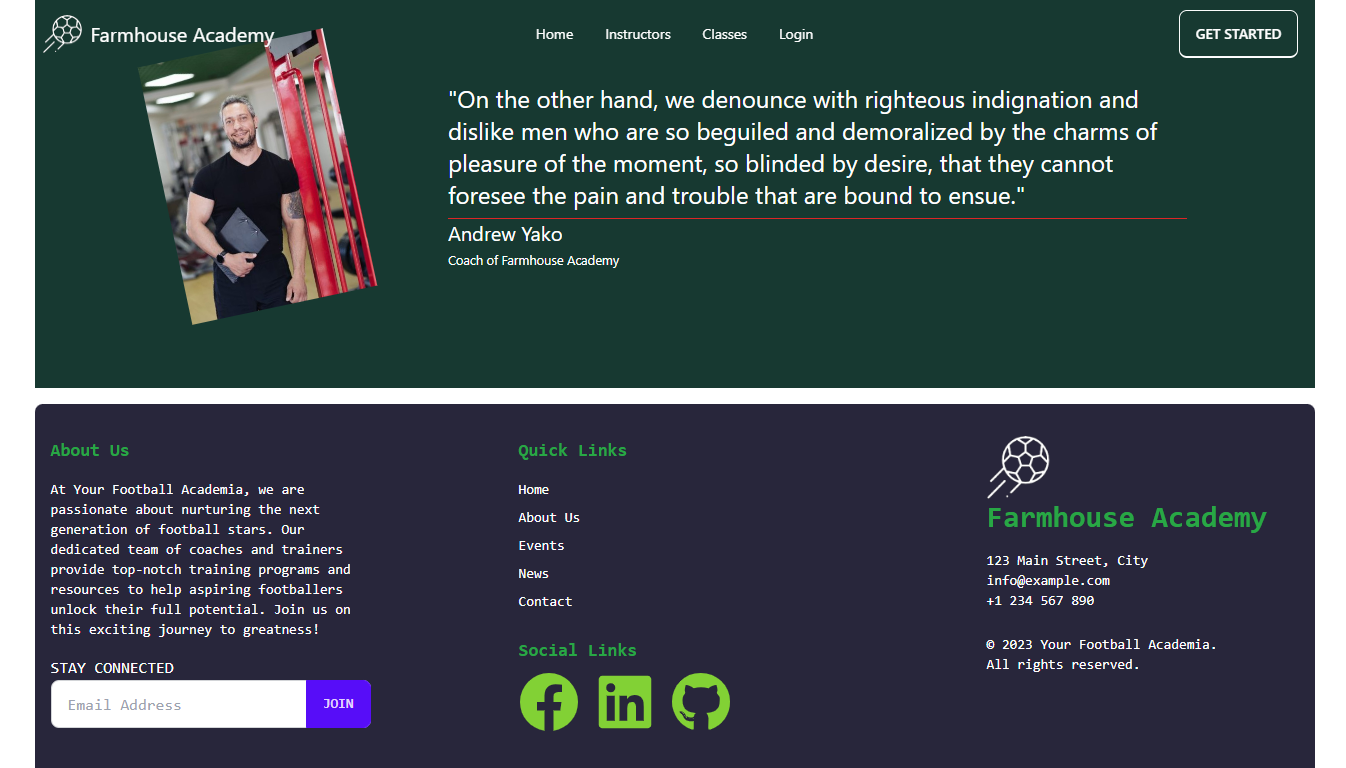 Farmhouse Academy
Home Instructors Classes Login
GET STARTED
"On the other hand, we denounce with righteous indignation and
dislike men who are so beguiled and demoralized by the charms of
pleasure of the moment, so blinded by desire, that they cannot
foresee the pain and trouble that are bound to ensue."
Andrew Yako
Coach of Farmhouse Academy
About Us
At Your Football Academia, we are
passionate about nurturing the next
generation of football stars. Our
dedicated team of coaches and trainers
provide top-notch training programs and
resources to help aspiring footballers
unlock their full potential. Join us on
this exciting journey to greatness!
STAY CONNECTED
Email Address
JOIN
Quick Links
Home
About Us
Events
News
Contact
Social Links
Farmhouse Academy
123 Main Street, City
info@example.com
+1 234 567 890
© 2023 Your Football Academia.
All rights reserved.